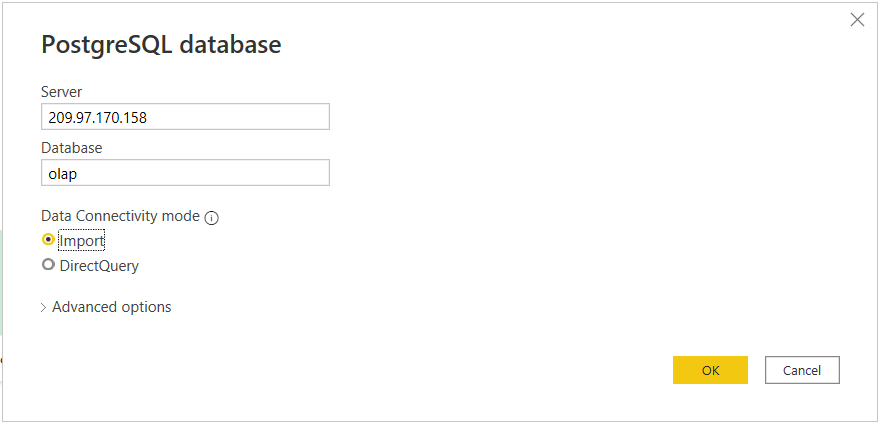 PostgreSQL database
Server
209.97.170.158
Database
olap
Data Connectivity mode
Import
DirectQuery
Advanced options
OK Cancel